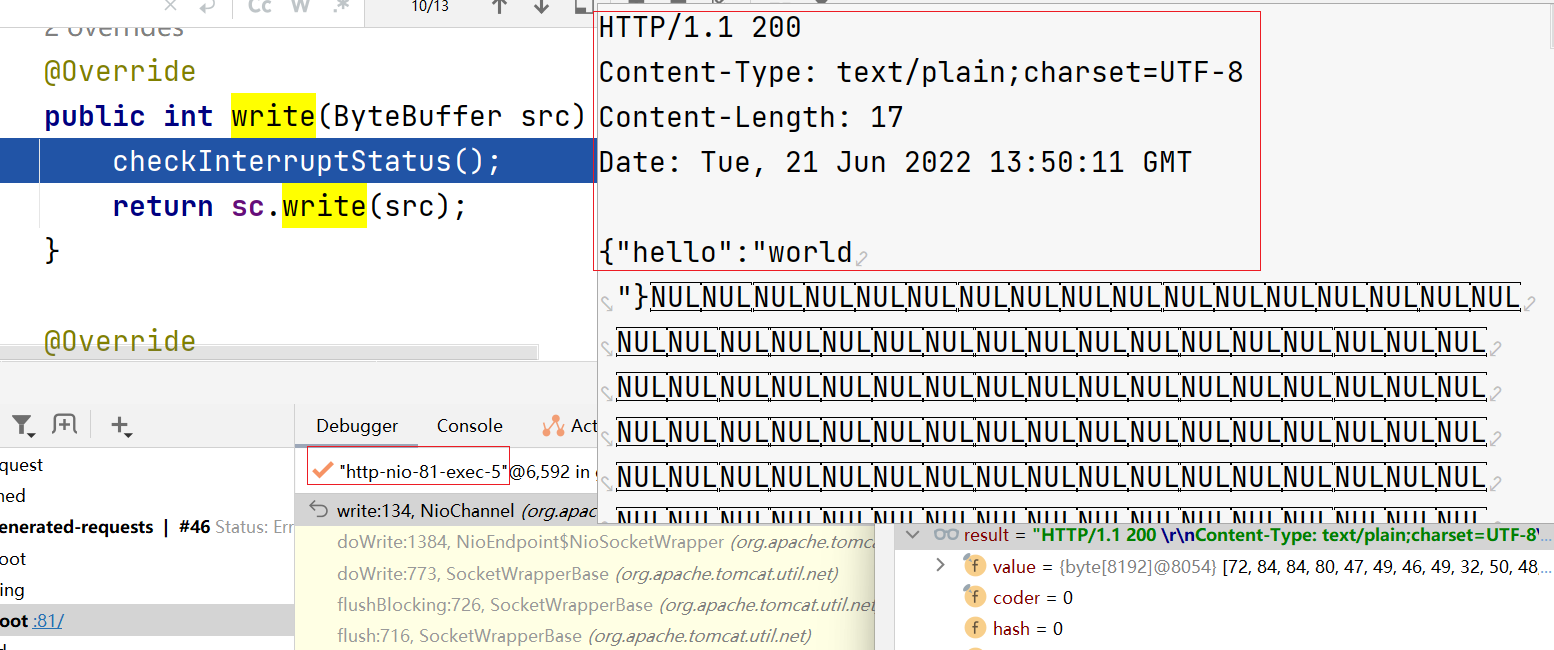 Cc W .*
10/13
2 overrides
@Override
public int write(ByteBuffer src)
checkInterruptStatus();
return sc.write(src);
}
@Override
HTTP/1.1 200
Content-Type: text/plain;charset=UTF-8
Content-Length: 17
Date: Tue, 21 Jun 2022 13:50:11 GMT
{"hello":"world
"}NULNULNULNULNULNULNULNULNULNULNULNULNULNULNULNULNUL
NULNULNULNULNULNULNULNULNULNULNULNULNULNULNULNULNUL
NULNULNULNULNULNULNULNULNULNULNULNULNULNULNULNULNUL
NULNULNULNULNULNULNULNULNULNULNULNULNULNULNULNULNUL
NULNULNULNULNULNULNULNULNULNULNULNULNULNULNULNULNUL
NULNULNULNULNULNULNULNULNULNULNULNULNULNULNULNULNUL
quest
ned
enerated-requests | #46 Status: Err
oot
ing
oot :81/
Debugger Console Act
"http-nio-81-exec-5"@6,592 in g
write:134, NioChannel (org.apac
doWrite:1384, NioEndpoint$NioSocketWrapper (org.apache.tomca
doWrite:773, SocketWrapperBase (org.apache.tomcat.util.net)
flushBlocking:726, SocketWrapperBase (org.apache.tomcat.util.net
flush:716, SocketWrapperBase (org.apache.tomcat.util.net)
result = "HTTP/1.1 200 \r\nContent-Type: text/plain;charset=UTF-8\...
value = {byte[8192]@8054} [72, 84, 84, 80, 47, 49, 46, 49, 32, 50, 48,...
coder = 0
hash = 0